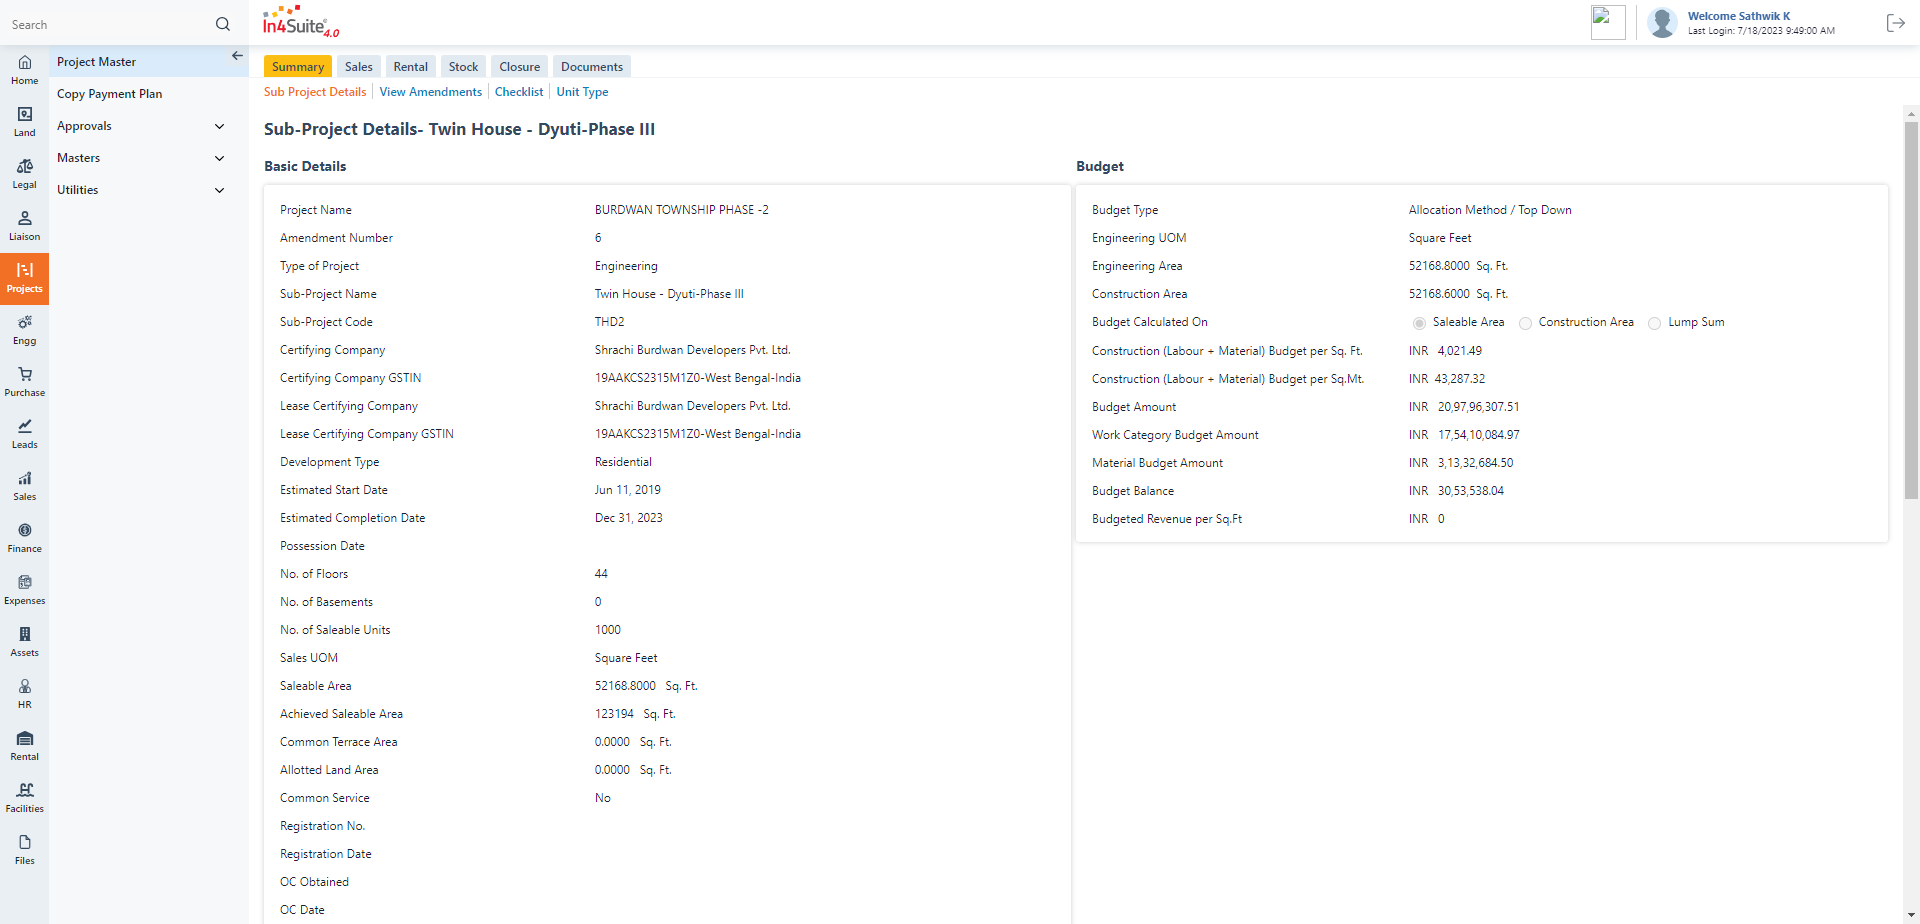 Search
In4Suite® 4.0
Welcome Sathwik K
Last Login: 7/18/2023 9:49:00 AM
Home
Land
Legal
Liaison
Projects
Engg
Purchase
Leads
Sales
Finance
Expenses
Assets
HR
Rental
Facilities
Files
Project Master
Copy Payment Plan
Approvals
Masters
Utilities
Summary Sales Rental Stock Closure Documents
Sub Project Details View Amendments Checklist Unit Type
Sub-Project Details- Twin House - Dyuti-Phase III
Basic Details
Project Name BURDWAN TOWNSHIP PHASE -2
Amendment Number 6
Type of Project Engineering
Sub-Project Name Twin House - Dyuti-Phase III
Sub-Project Code THD2
Certifying Company Shrachi Burdwan Developers Pvt. Ltd.
Certifying Company GSTIN 19AAKCS2315M1Z0-West Bengal-India
Lease Certifying Company Shrachi Burdwan Developers Pvt. Ltd.
Lease Certifying Company GSTIN 19AAKCS2315M1Z0-West Bengal-India
Development Type Residential
Estimated Start Date Jun 11, 2019
Estimated Completion Date Dec 31, 2023
Possession Date
No. of Floors 44
No. of Basements 0
No. of Saleable Units 1000
Sales UOM Square Feet
Saleable Area 52168.8000 Sq. Ft.
Achieved Saleable Area 123194 Sq. Ft.
Common Terrace Area 0.0000 Sq. Ft.
Allotted Land Area 0.0000 Sq. Ft.
Common Service No
Registration No.
Registration Date
OC Obtained
OC Date
Budget
Budget Type Allocation Method / Top Down
Engineering UOM Square Feet
Engineering Area 52168.8000 Sq. Ft.
Construction Area 52168.6000 Sq. Ft.
Budget Calculated On Saleable Area Construction Area Lump Sum
Construction (Labour + Material) Budget per Sq. Ft. INR 4,021.49
Construction (Labour + Material) Budget per Sq.Mt. INR 43,287.32
Budget Amount INR 20,97,96,307.51
Work Category Budget Amount INR 17,54,10,084.97
Material Budget Amount INR 3,13,32,684.50
Budget Balance INR 30,53,538.04
Budgeted Revenue per Sq.Ft INR 0